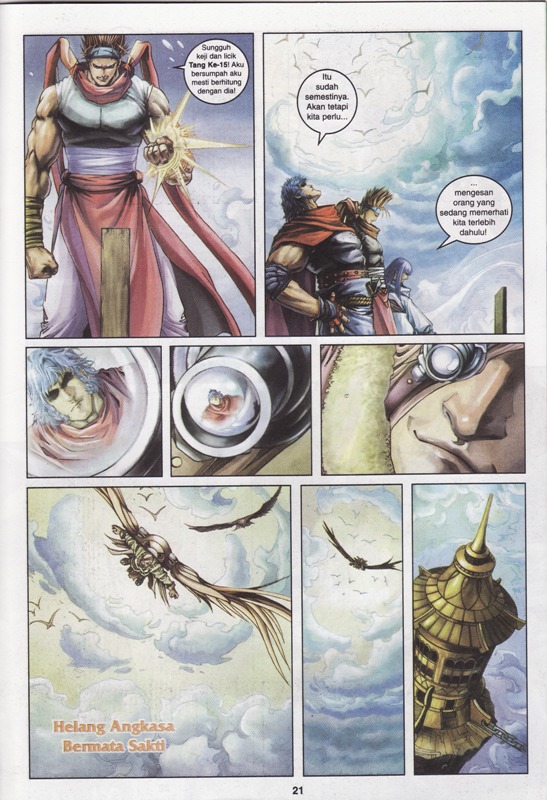 Sungguh
keji dan licik
Tang Ke-15! Aku
bersumpah aku
mesti berhitung
dengan dia!
Itu
sudah
semestinya.
Akan tetapi
kita perlu...
...
mengesan
orang yang
sedang memerhati
kita terlebih
dahulu!
Helang Angkasa
Bermata Sakti
21